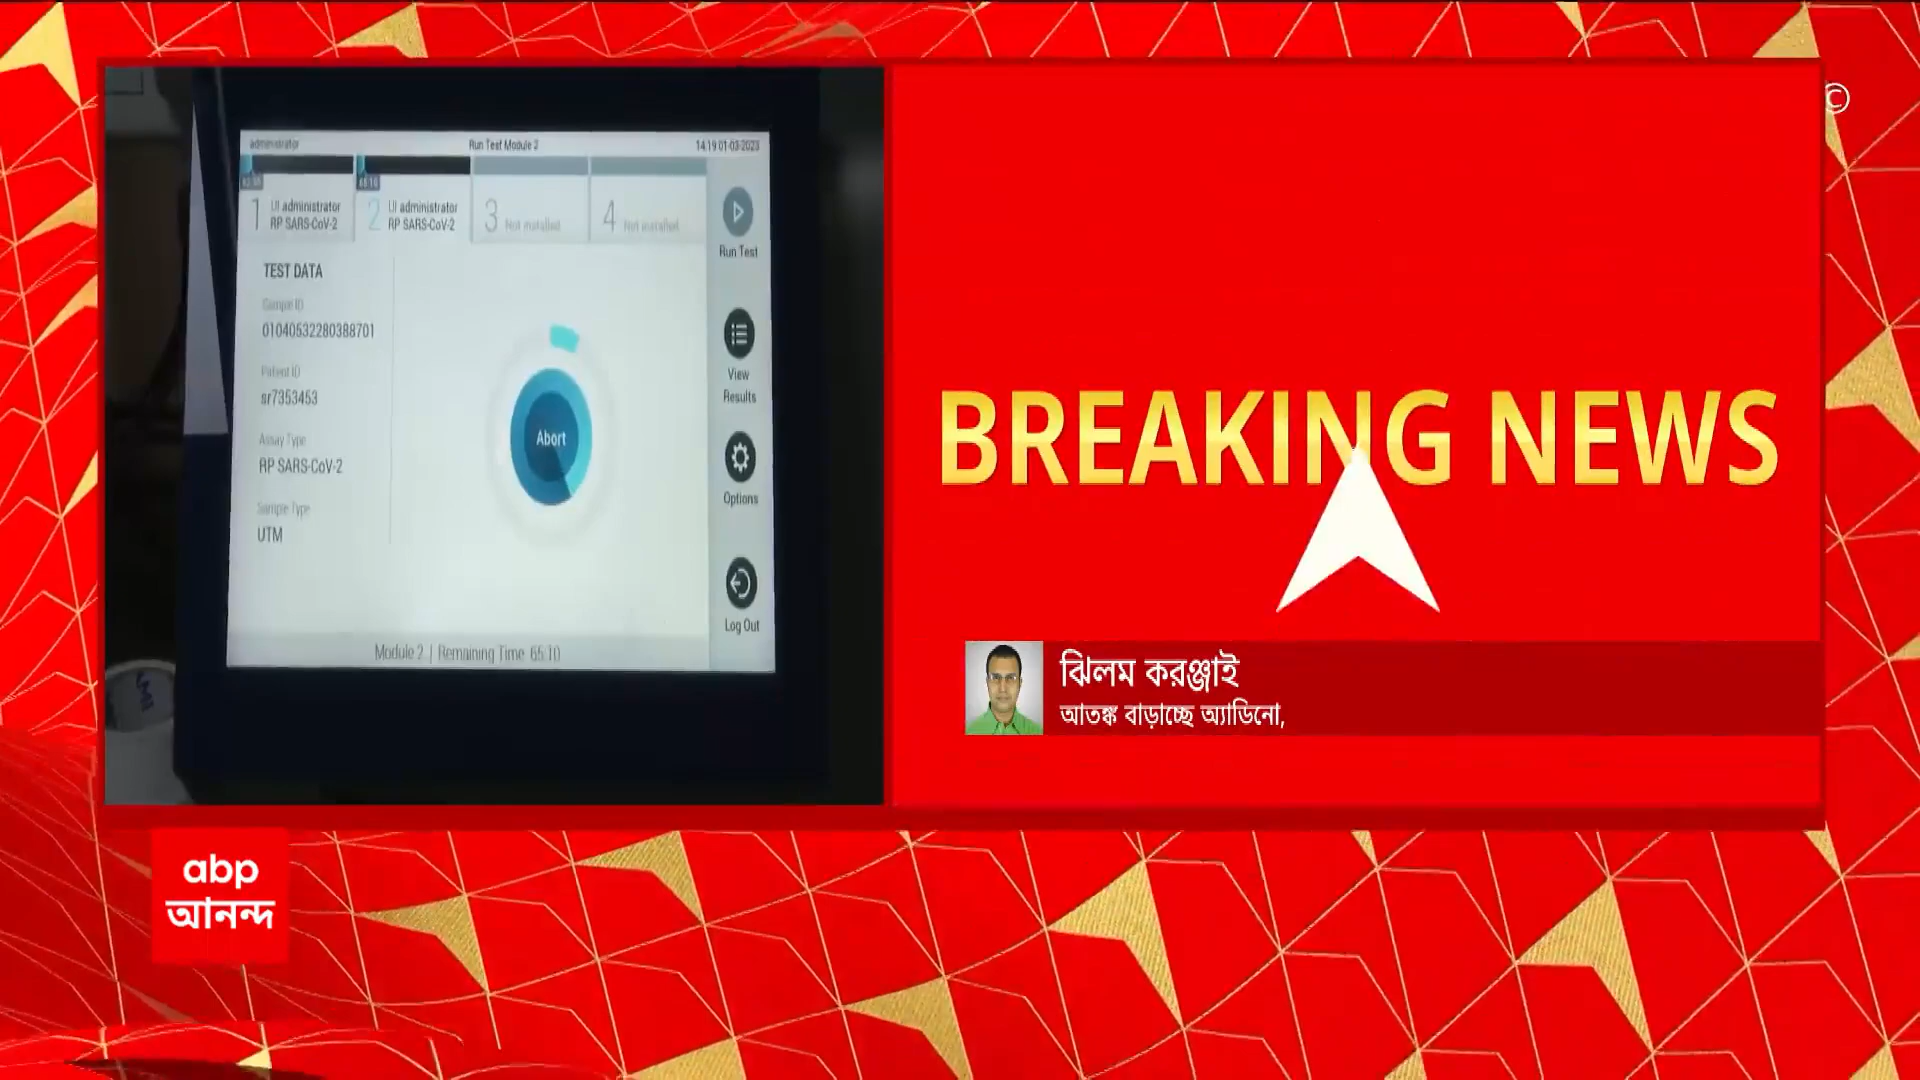 administrator
Run Test Module 2
14:19 01-03-2023
65:10
1
UI administrator
RP SARS-CoV-2
2
UI administrator
RP SARS-CoV-2
3
Not installed
4
Not installed
Run Test
TEST DATA
Sample ID
01040532280388701
Patient ID
sr7353453
Assay Type
RP SARS-CoV-2
Sample Type
UTM
Abort
View
Results
Options
Log Out
Module 2 | Remaining Time 65:10
©
BREAKING NEWS
ঝিলম করঞ্জাই
আতঙ্ক বাড়াচ্ছে অ্যাডিনো,
abp
আনন্দ